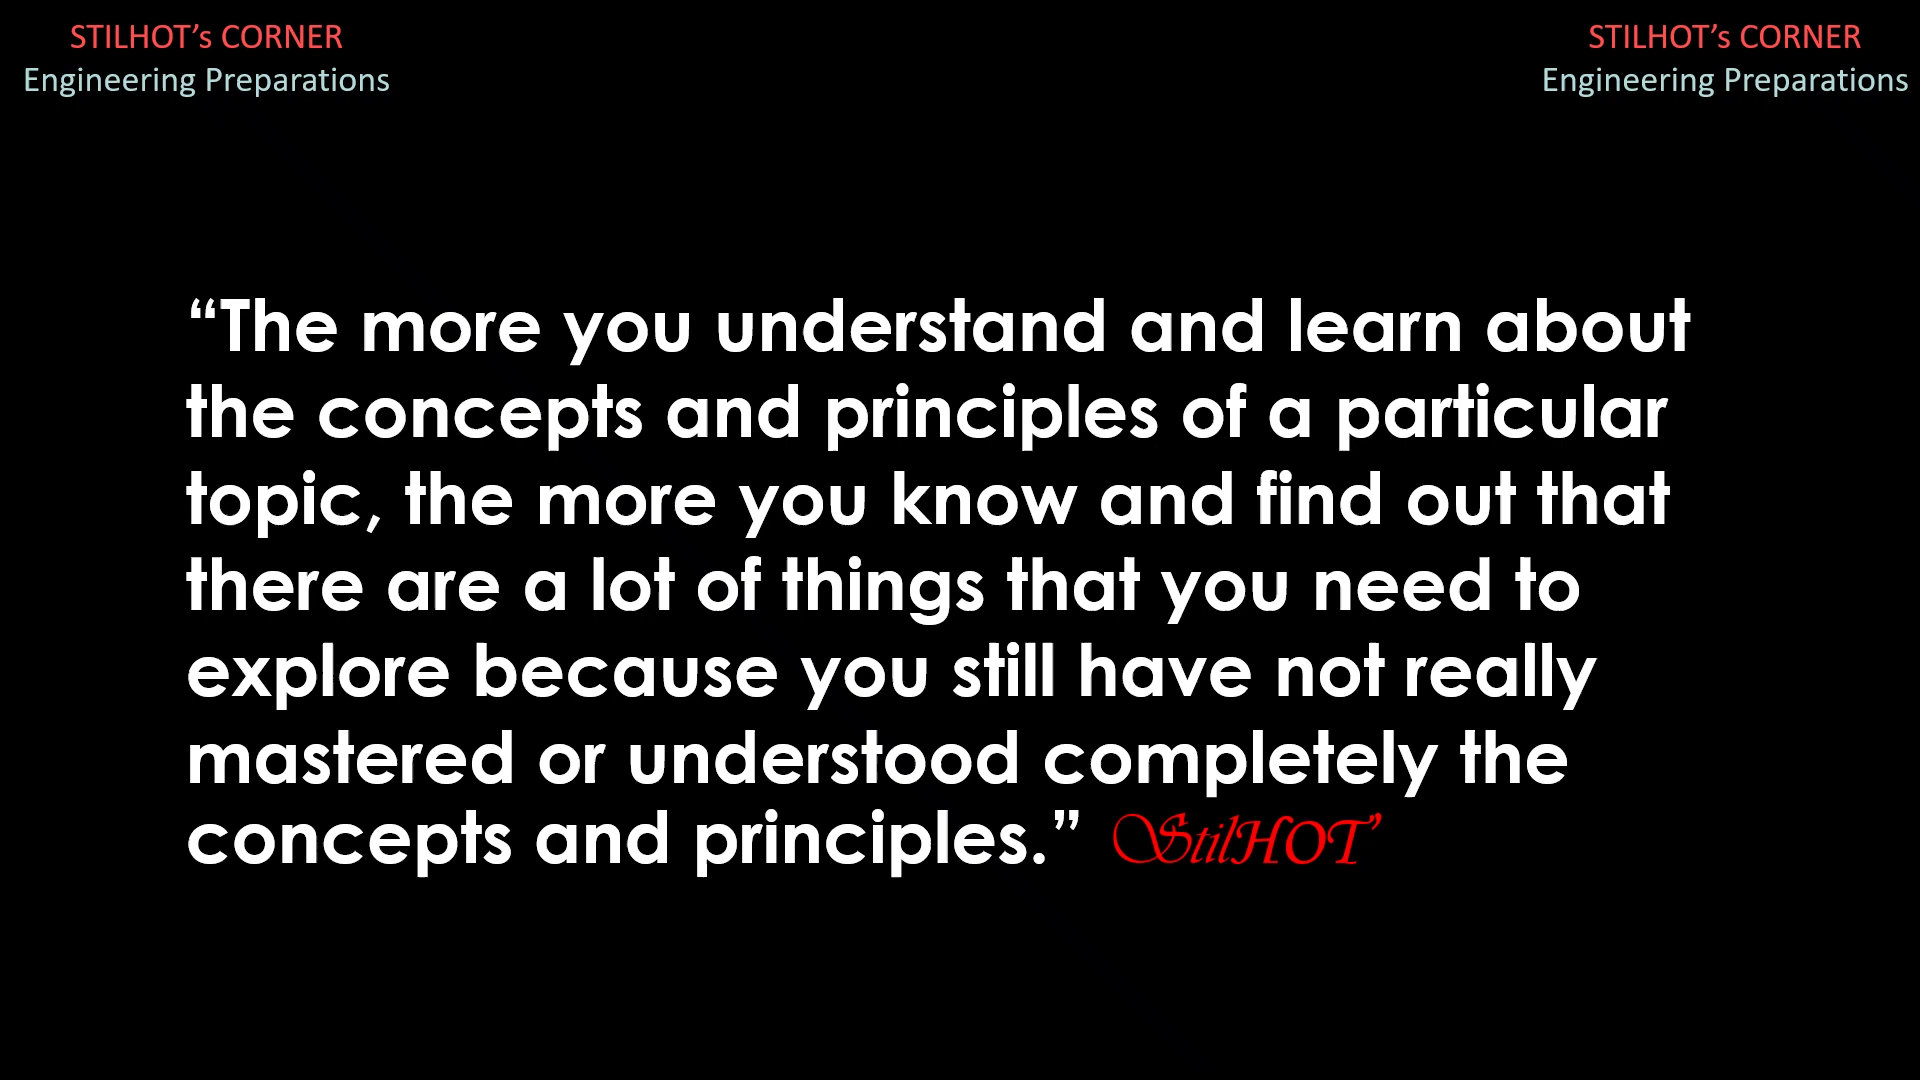 STILHOT’s CORNER
Engineering Preparations
STILHOT’s CORNER
Engineering Preparations
“The more you understand and learn about
the concepts and principles of a particular
topic, the more you know and find out that
there are a lot of things that you need to
explore because you still have not really
mastered or understood completely the
concepts and principles.” StilHOT’